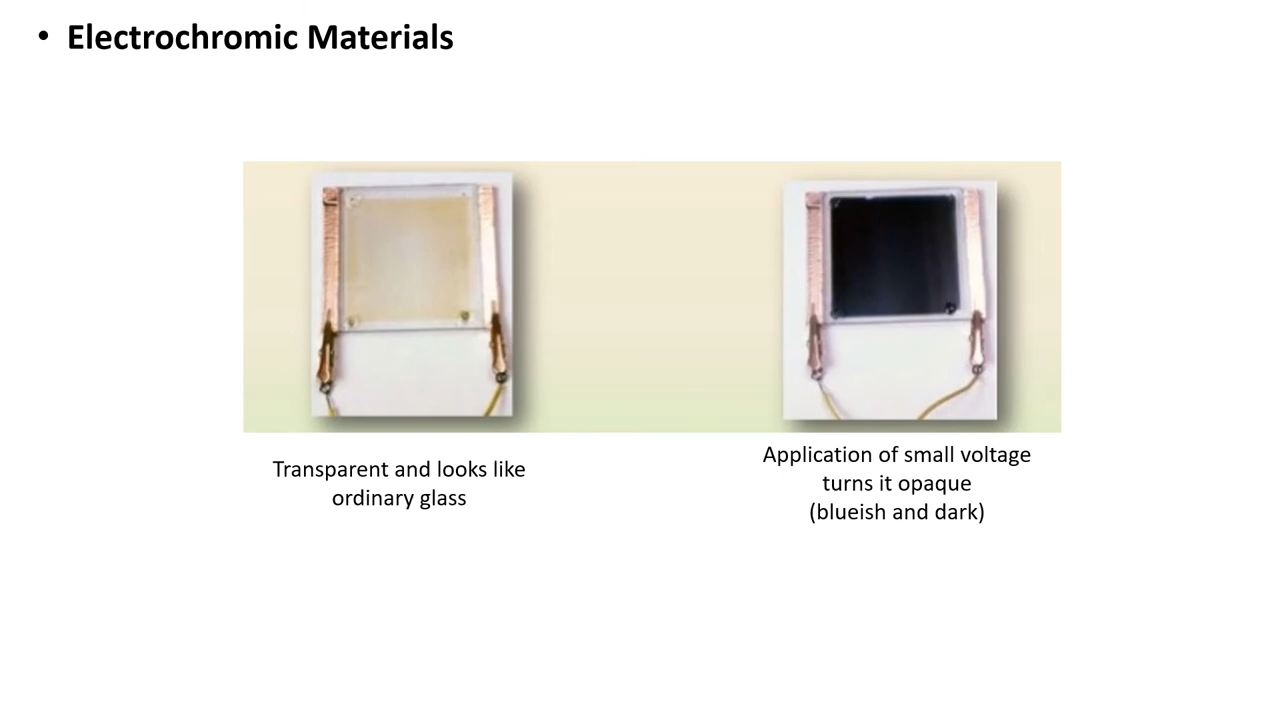 • Electrochromic Materials
Transparent and looks like
ordinary glass
Application of small voltage
turns it opaque
(blueish and dark)